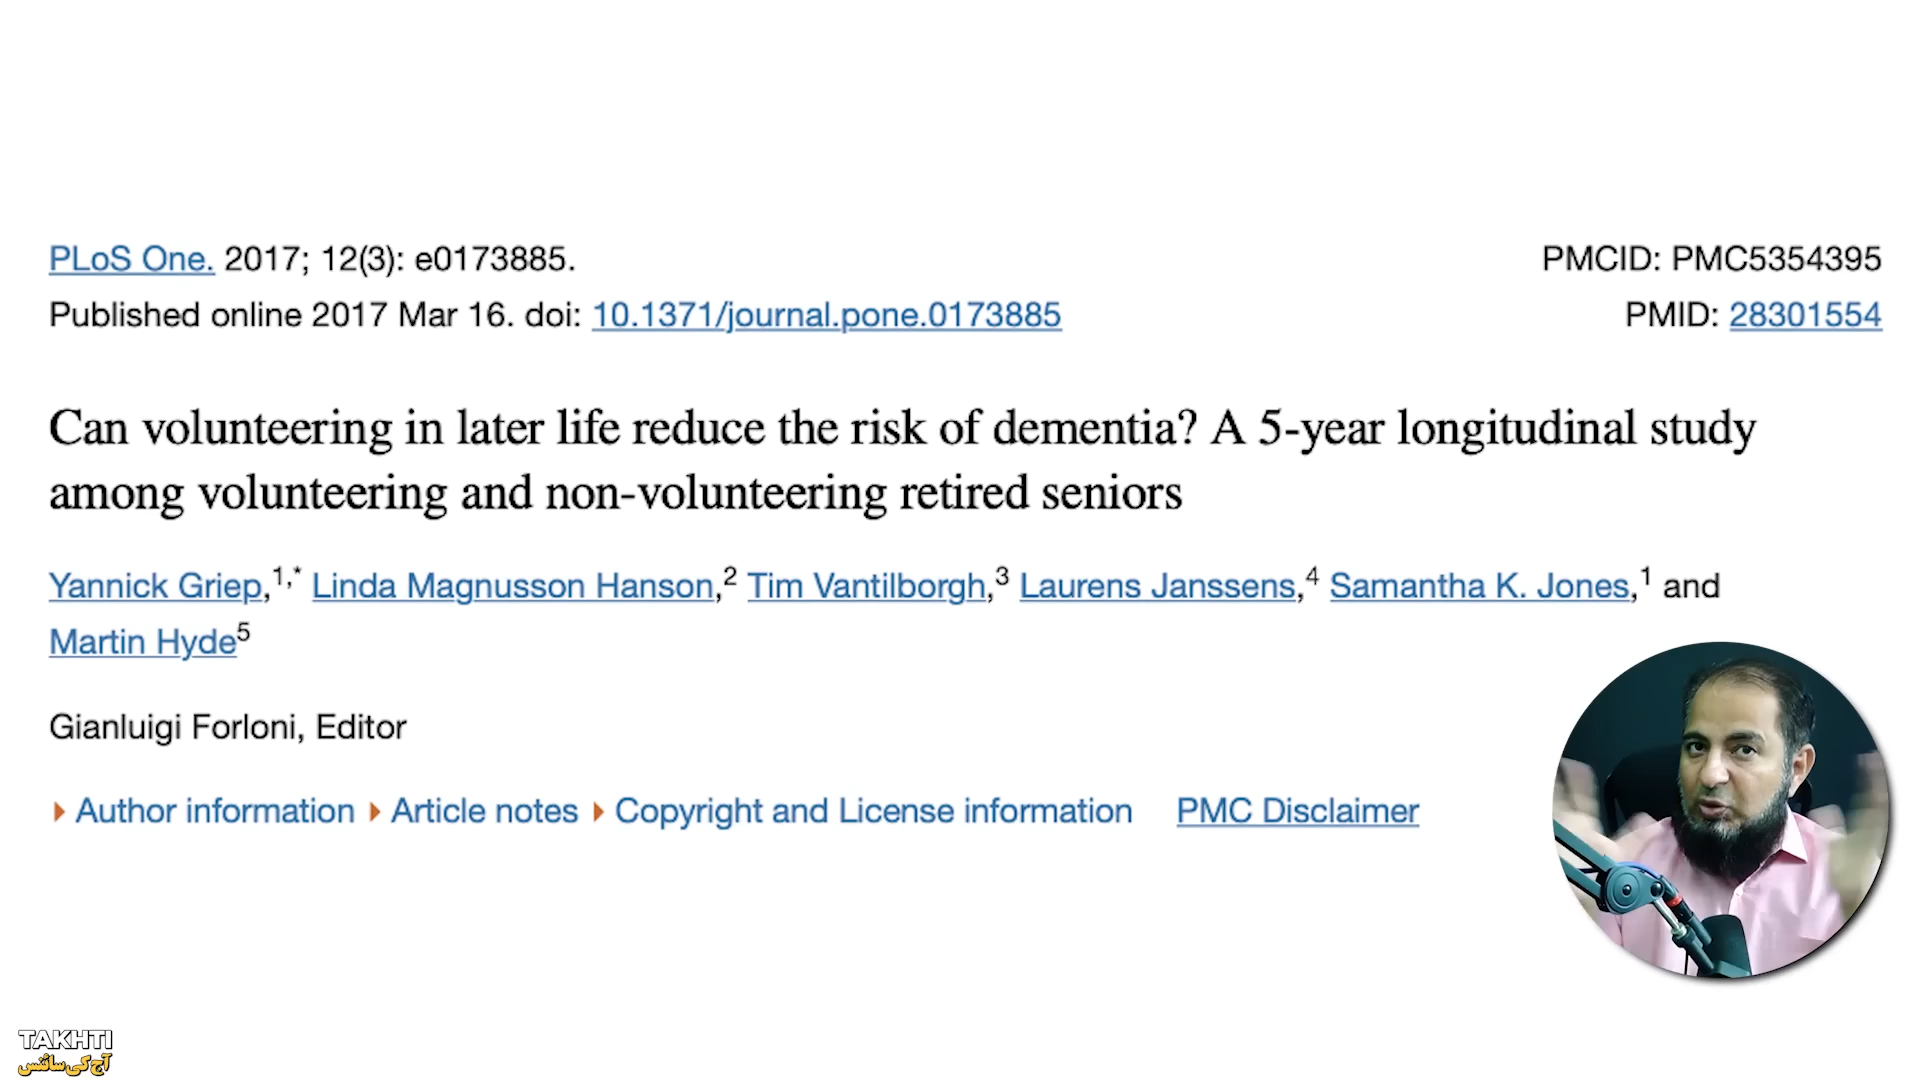 PLoS One. 2017; 12(3): e0173885.
PMCID: PMC5354395
Published online 2017 Mar 16. doi: 10.1371/journal.pone.0173885
PMID: 28301554
Can volunteering in later life reduce the risk of dementia? A 5-year longitudinal study
among volunteering and non-volunteering retired seniors
Yannick Griep,1,* Linda Magnusson Hanson,2 Tim Vantilborgh,3 Laurens Janssens,4 Samantha K. Jones,1 and
Martin Hyde5
Gianluigi Forloni, Editor
Author information Article notes Copyright and License information PMC Disclaimer
TAKHTI
آج کی سائنس